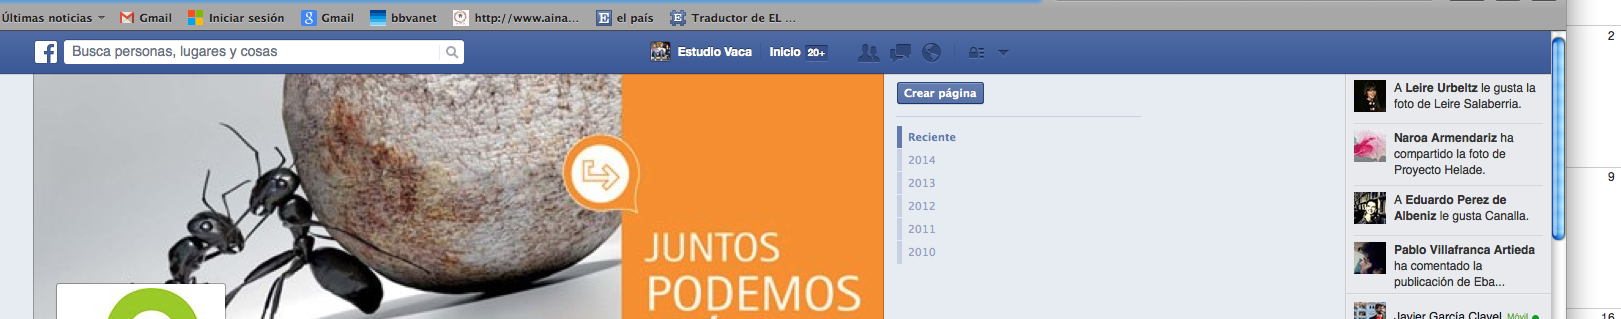 Últimas noticias
Gmail
Iniciar sesión
Gmail
bbvanet
http://www.aina...
el país
Traductor de EL ...
2
Busca personas, lugares y cosas
Estudio Vaca
Inicio 20+
Crear página
Reciente
2014
2013
2012
2011
2010
JUNTOS
PODEMOS
A Leire Urbeltz le gusta la
foto de Leire Salaberria.
Naroa Armendariz ha
compartido la foto de
Proyecto Helade.
A Eduardo Perez de
Albeniz le gusta Canalla.
Pablo Villafranca Artieda
ha comentado la
publicación de Eba...
Javier García Clavel Móvil
9
16